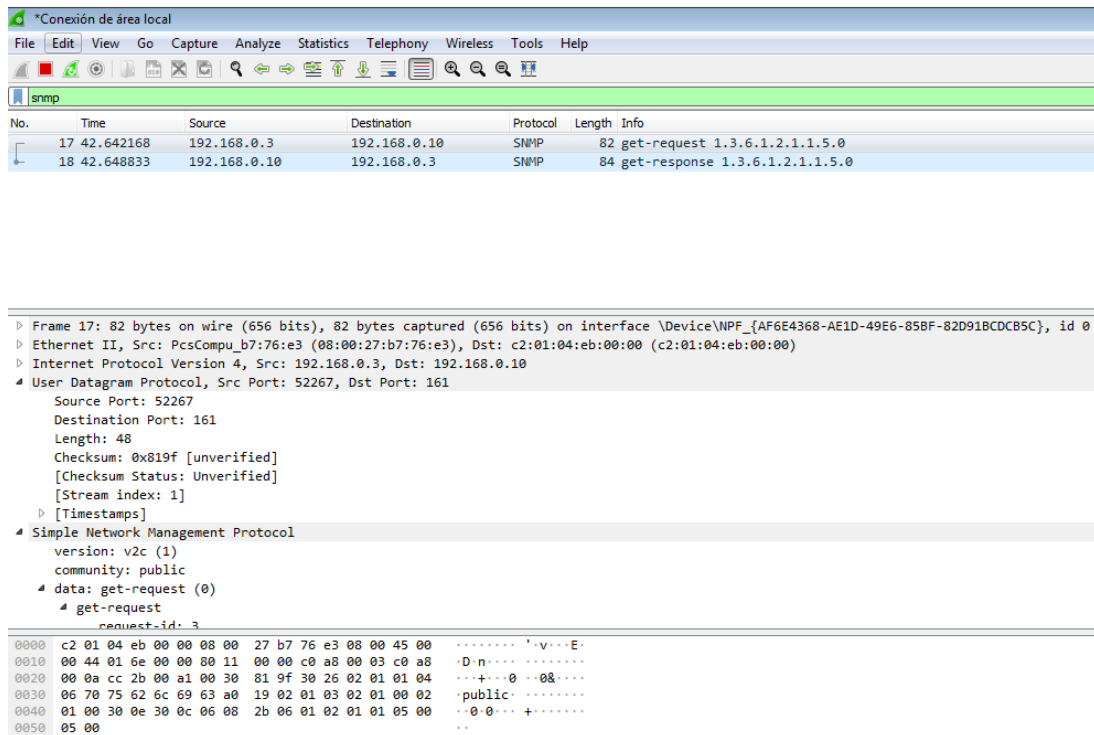 *Conexión de área local
File Edit View Go Capture Analyze Statistics Telephony Wireless Tools Help
snmp
No. Time Source Destination Protocol Length Info
17 42.642168 192.168.0.3 192.168.0.10 SNMP 82 get-request 1.3.6.1.2.1.1.5.0
18 42.648833 192.168.0.10 192.168.0.3 SNMP 84 get-response 1.3.6.1.2.1.1.5.0
Frame 17: 82 bytes on wire (656 bits), 82 bytes captured (656 bits) on interface \Device\NPF_{AF6E4368-AE1D-49E6-85BF-82D91BCDCB5C}, id 0
Ethernet II, Src: PcsCompu_b7:76:e3 (08:00:27:b7:76:e3), Dst: c2:01:04:eb:00:00 (c2:01:04:eb:00:00)
Internet Protocol Version 4, Src: 192.168.0.3, Dst: 192.168.0.10
User Datagram Protocol, Src Port: 52267, Dst Port: 161
Source Port: 52267
Destination Port: 161
Length: 48
Checksum: 0x819f [unverified]
[Checksum Status: Unverified]
[Stream index: 1]
[Timestamps]
Simple Network Management Protocol
version: v2c (1)
community: public
data: get-request (0)
get-request
request-id: 3
0000 c2 01 04 eb 00 00 08 00 27 b7 76 e3 08 00 45 00 ········ '·v···E·
0010 00 44 01 6e 00 00 80 11 00 00 c0 a8 00 03 c0 a8 ·D·n···· ········
0020 00 0a cc 2b 00 a1 00 30 81 9f 30 26 02 01 01 04 ···+···0 ··0&····
0030 06 70 75 62 6c 69 63 a0 19 02 01 03 02 01 00 02 ·public· ········
0040 01 00 30 0e 30 0c 06 08 2b 06 01 02 01 01 05 00 ··0·0··· +·······
0050 05 00 ··